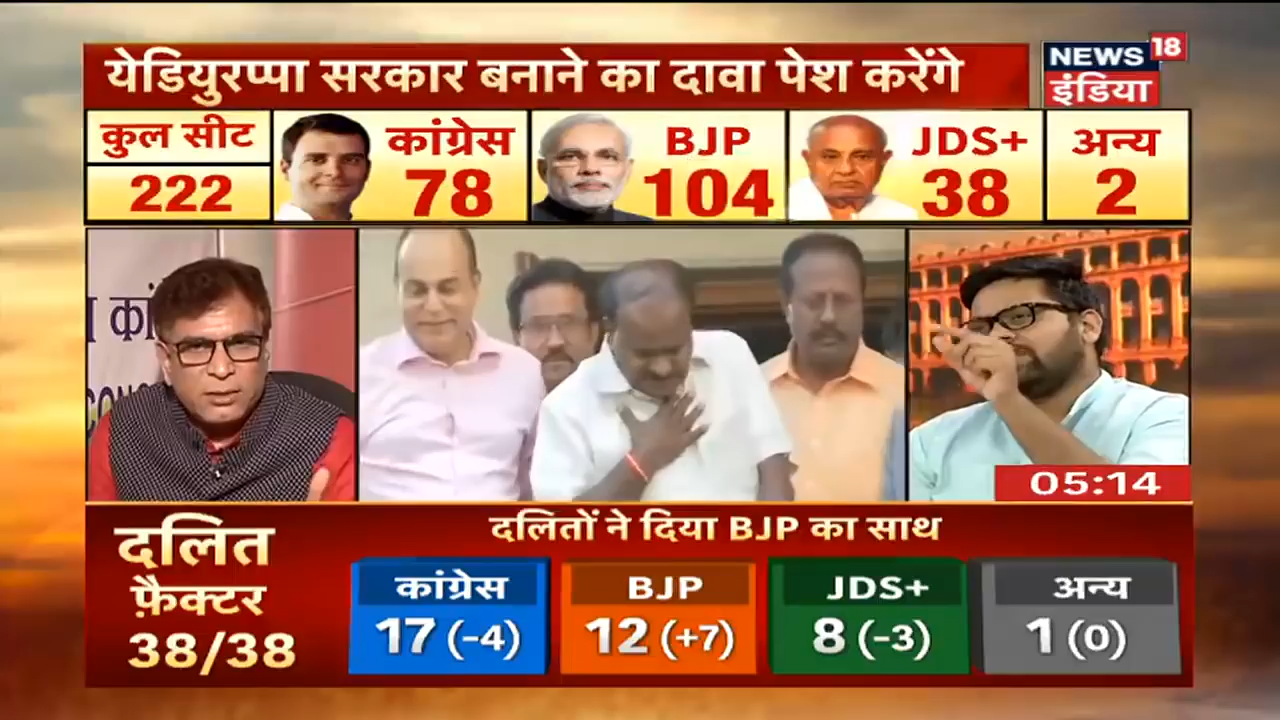 येडियुरप्पा सरकार बनाने का दावा पेश करेंगे
NEWS 18
इंडिया
कुल सीट
222
कांग्रेस
78
BJP
104
JDS+
38
अन्य
2
कां
05:14
दलित
फ़ैक्टर
38/38
दलितों ने दिया BJP का साथ
कांग्रेस
17 (-4)
BJP
12 (+7)
JDS+
8 (-3)
अन्य
1 (0)